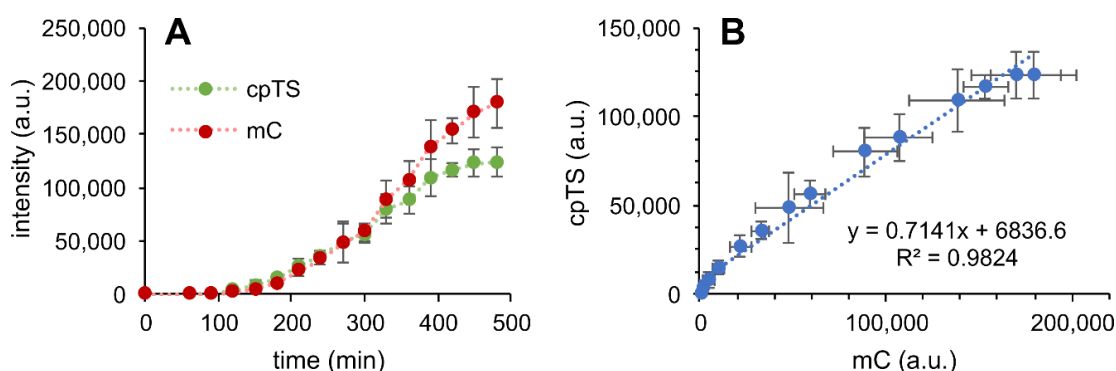 A
250,000
200,000
150,000
100,000
50,000
0
intensity (a.u.)
cpTS
mC
0 100 200 300 400 500
time (min)
B
150,000
100,000
50,000
0
cpTS (a.u.)
y = 0.7141x + 6836.6
R² = 0.9824
0 100,000 200,000
mC (a.u.)